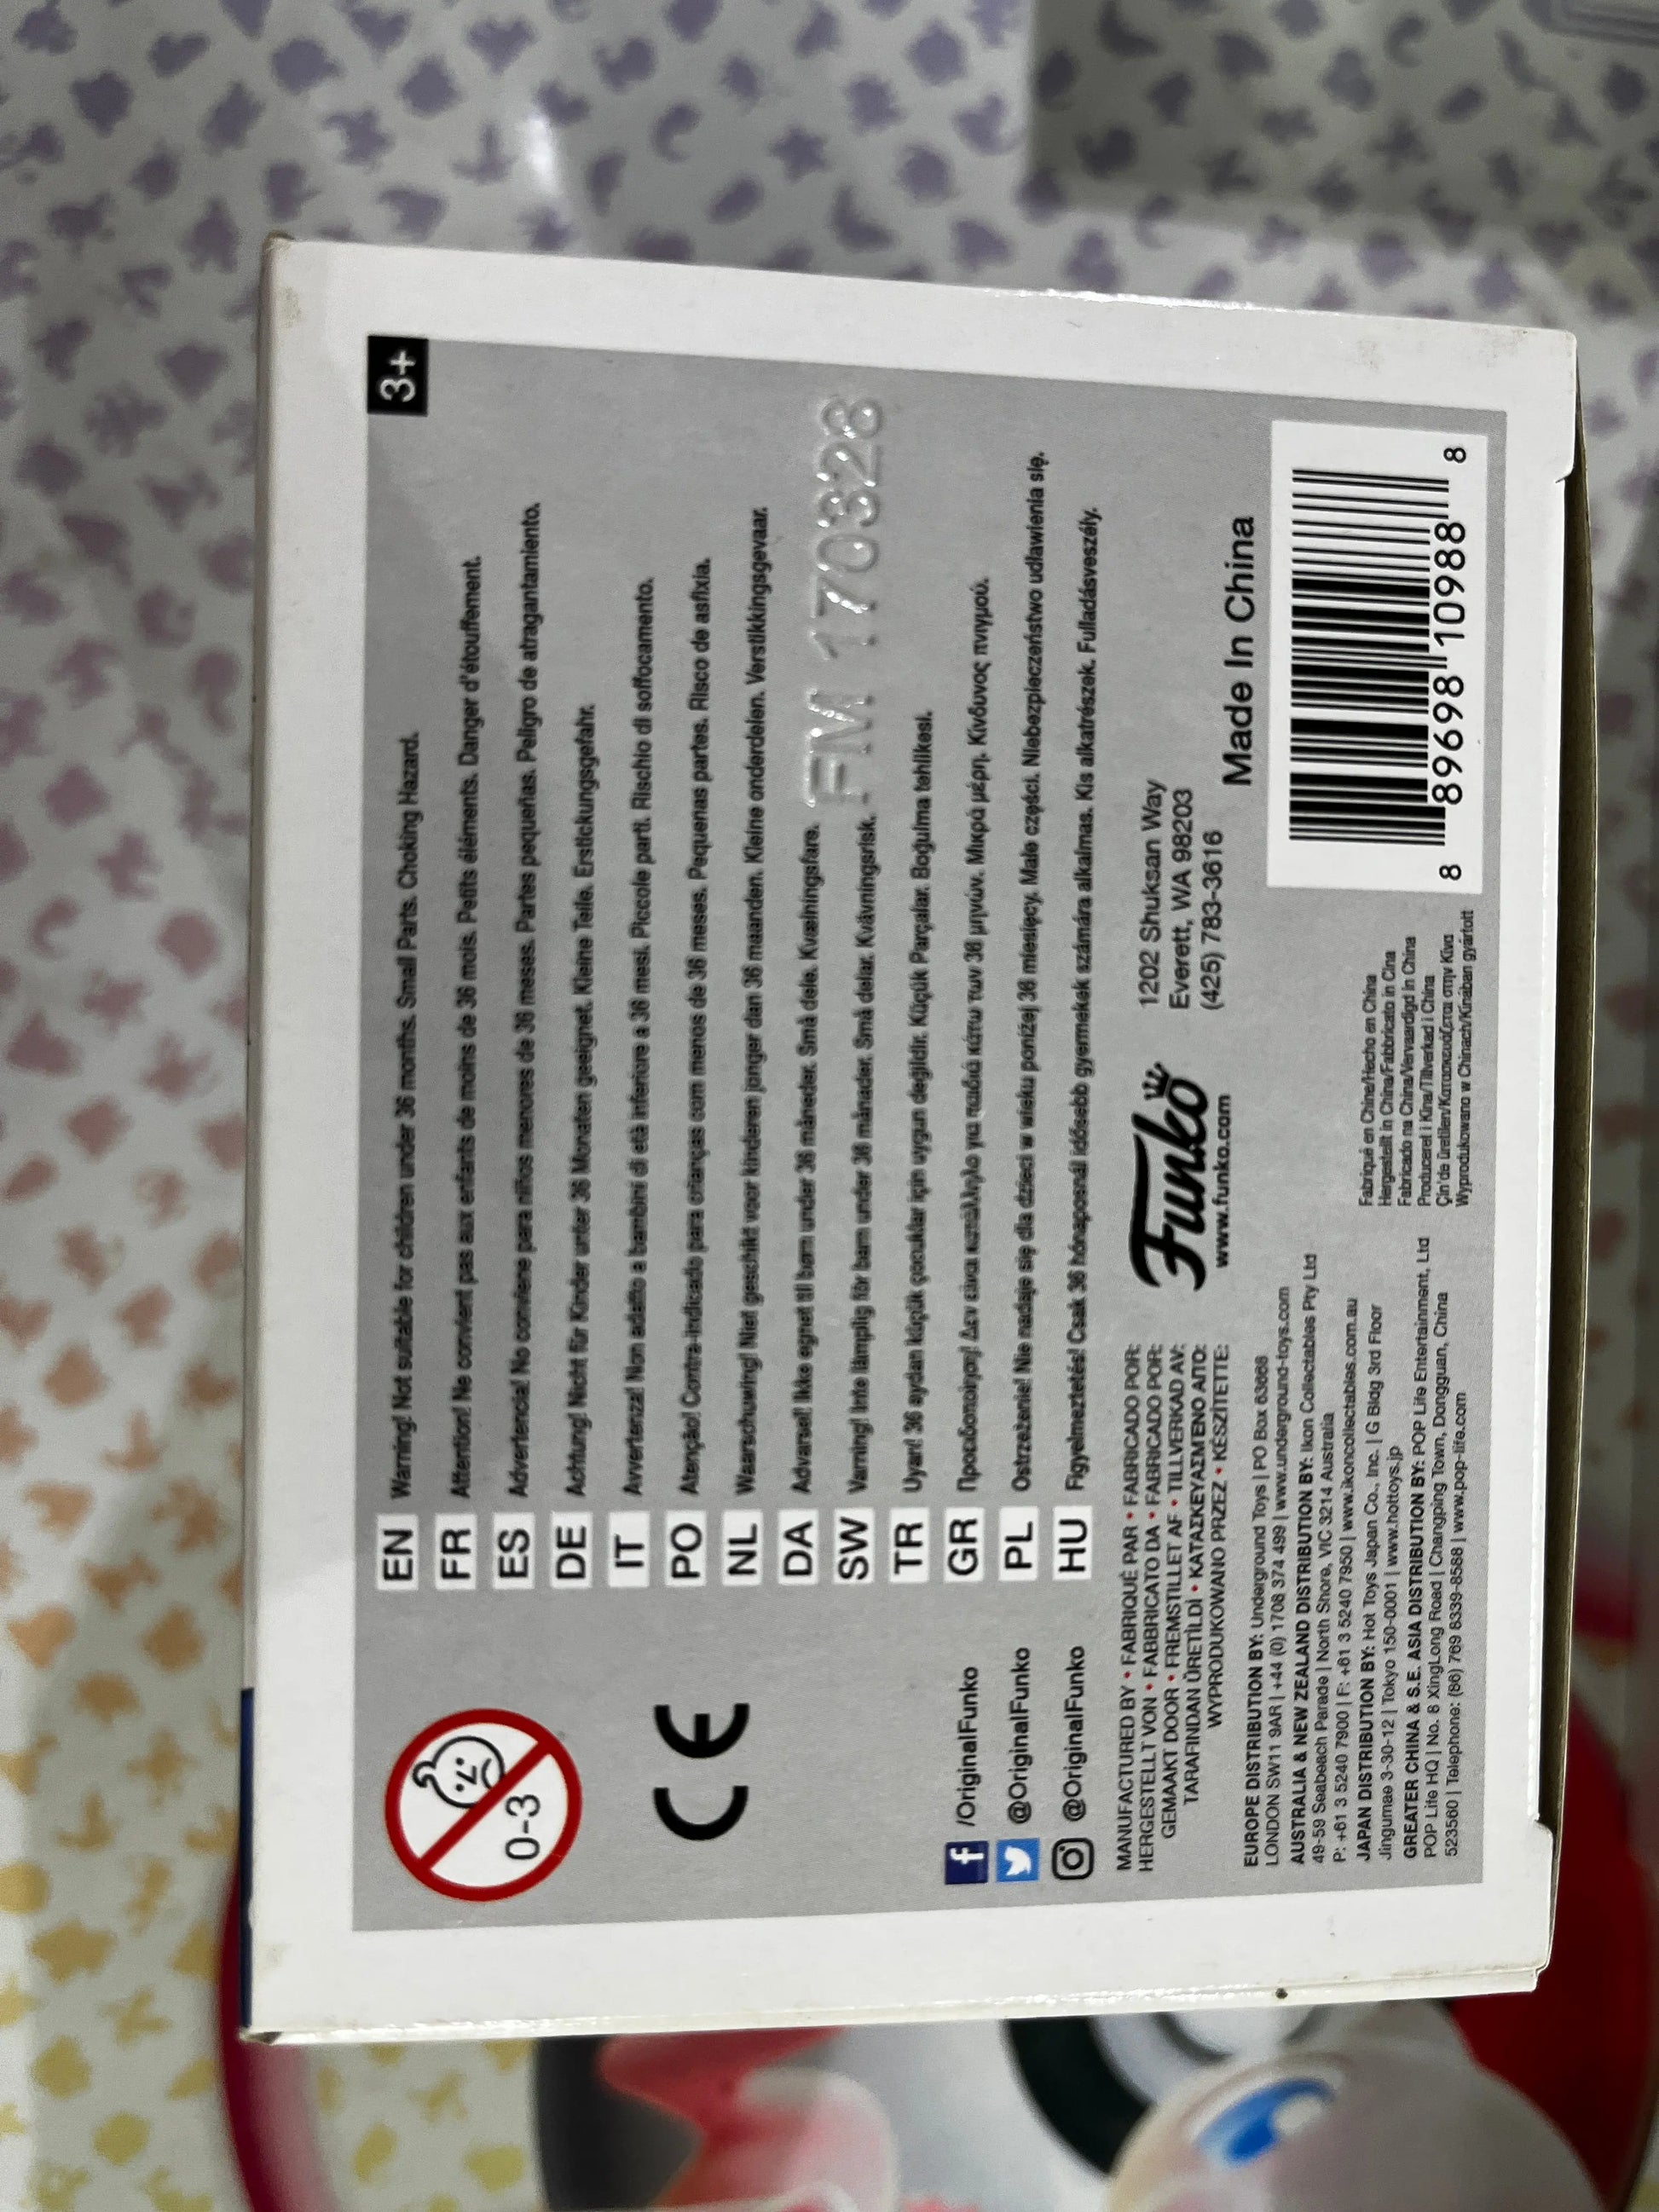 3+
0-3
EN Warning! Not suitable for children under 36 months. Small Parts. Choking Hazard.
FR Attention! Ne convient pas aux enfants de moins de 36 mois. Petits éléments. Danger d'étouffement.
ES Advertencia! No conviene para niños menores de 36 meses. Partes pequeñas. Peligro de atragantamiento.
DE Achtung! Nicht für Kinder unter 36 Monaten geeignet. Kleine Teile. Erstickungsgefahr.
IT Avvertenza! Non adatto a bambini di età inferiore a 36 mesi. Piccole parti. Rischio di soffocamento.
PO Atenção! Contra-indicado para crianças com menos de 36 meses. Pequenas partes. Risco de asfixia.
NL Waarschuwing! Niet geschikt voor kinderen jonger dan 36 maanden. Kleine onderdelen. Verstikkingsgevaar.
DA Advarsel! Ikke egnet til børn under 36 måneder. Små dele. Kvælningsfare.
SW Varning! Inte lämplig för barn under 36 månader. Små delar. Kvävningsrisk.
TR Uyarı! 36 aydan küçük çocuklar için uygun değildir. Küçük Parçalar. Boğulma tehlikesi.
GR Προειδοποίηση! Δεν είναι κατάλληλο για παιδιά κάτω των 36 μηνών. Μικρά μέρη. Κίνδυνος πνιγμού.
PL Ostrzeżenie! Nie nadaje się dla dzieci w wieku poniżej 36 miesięcy. Małe części. Niebezpieczeństwo udławienia się.
HU Figyelmeztetés! Csak 36 hónaposnál idősebb gyermekek számára alkalmas. Kis alkatrészek. Fulladásveszély.
FM 170328
CE
/OriginalFunko
@OriginalFunko
@OriginalFunko
MANUFACTURED BY • FABRIQUÉ PAR • FABRICADO POR:
HERGESTELLT VON • FABBRICATO DA • FABRICADO POR:
GEMAAKT DOOR • FREMSTILLET AF • TILLVERKAD AV:
TARAFINDAN ÜRETİLDİ • ΚΑΤΑΣΚΕΥΑΣΜΕΝΟ ΑΠΟ:
WYPRODUKOWANO PRZEZ • KÉSZÍTETTE:
Funko
www.funko.com
1202 Shuksan Way
Everett, WA 98203
(425) 783-3616
Made In China
EUROPE DISTRIBUTION BY: Underground Toys | PO Box 63668
LONDON SW11 9AR | +44 (0) 1708 374 499 | www.underground-toys.com
AUSTRALIA & NEW ZEALAND DISTRIBUTION BY: Ikon Collectables Pty Ltd
49-59 Seabeach Parade | North Shore, VIC 3214 Australia
P: +61 3 5240 7900 | F: +61 3 5240 7950 | www.ikoncollectables.com.au
JAPAN DISTRIBUTION BY: Hot Toys Japan Co., Inc. | G Bldg 3rd Floor
Jingumae 3-30-12 | Tokyo 150-0001 | www.hottoys.jp
GREATER CHINA & S.E. ASIA DISTRIBUTION BY: POP Life Entertainment, Ltd
POP Life HQ | No. 8 XingLong Road | Changping Town, Dongguan, China
523560 | Telephone: (86) 769 8339-8588 | www.pop-life.com
Fabriqué en Chine/Hecho en China
Hergestellt in China/Fabbricato in Cina
Fabricado na China/Vervaardigd in China
Produceret i Kina/Tillverkad i China
Çin'de üretilen/Κατασκευάζεται στην Κίνα
Wyprodukowano w Chinach/Kínában gyártott
8 89698 10988 8